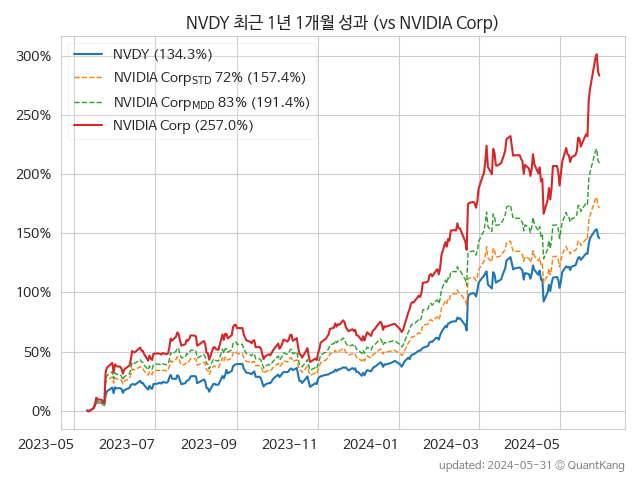 NVDY 최근 1년 1개월 성과 (vs NVIDIA Corp)
NVDY (134.3%)
NVIDIA CorpSTD 72% (157.4%)
NVIDIA CorpMDD 83% (191.4%)
NVIDIA Corp (257.0%)
300%
250%
200%
150%
100%
50%
0%
2023-05 2023-07 2023-09 2023-11 2024-01 2024-03 2024-05
updated: 2024-05-31 © QuantKang